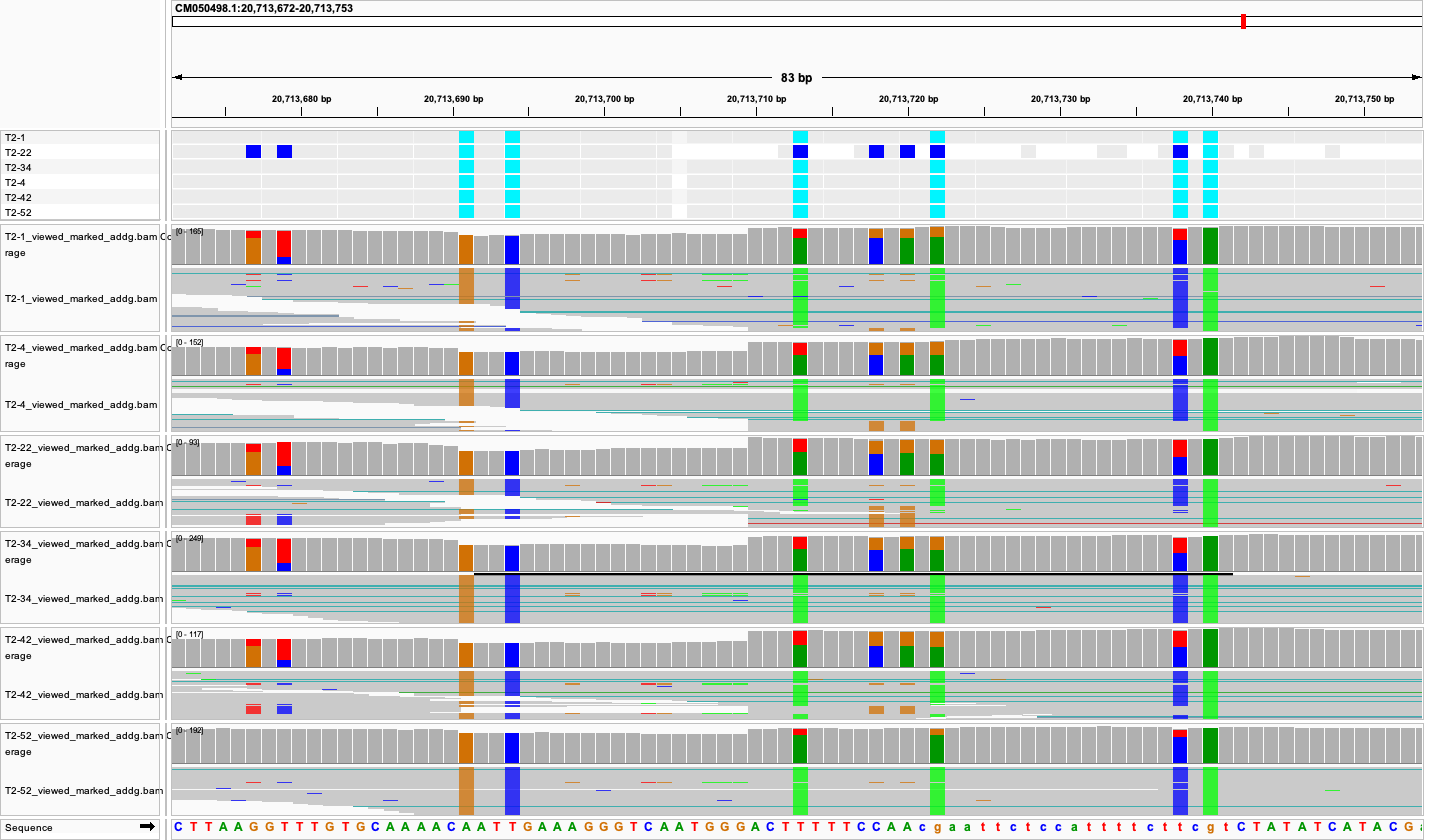 CM050498.1:20,713,672-20,713,753
83 bp
20,713,680 bp 20,713,690 bp 20,713,700 bp 20,713,710 bp 20,713,720 bp 20,713,730 bp 20,713,740 bp 20,713,750 bp
T2-1
T2-22
T2-34
T2-4
T2-42
T2-52
T2-1_viewed_marked_addg.bam Co
rage
[0 - 165]
T2-1_viewed_marked_addg.bam
T2-4_viewed_marked_addg.bam Co
rage
[0 - 152]
T2-4_viewed_marked_addg.bam
T2-22_viewed_marked_addg.bam C
erage
[0 - 93]
T2-22_viewed_marked_addg.bam
T2-34_viewed_marked_addg.bam C
erage
[0 - 249]
T2-34_viewed_marked_addg.bam
T2-42_viewed_marked_addg.bam C
erage
[0 - 117]
T2-42_viewed_marked_addg.bam
T2-52_viewed_marked_addg.bam C
erage
[0 - 192]
T2-52_viewed_marked_addg.bam
Sequence C T T A A G G T T T G T G C A A A A C A A T T G A A A G G G T C A A T G G G A C T T T T T C C A A c g a a t t c t c c a t t t t c t t c g t C T A T A T C A T A C G a